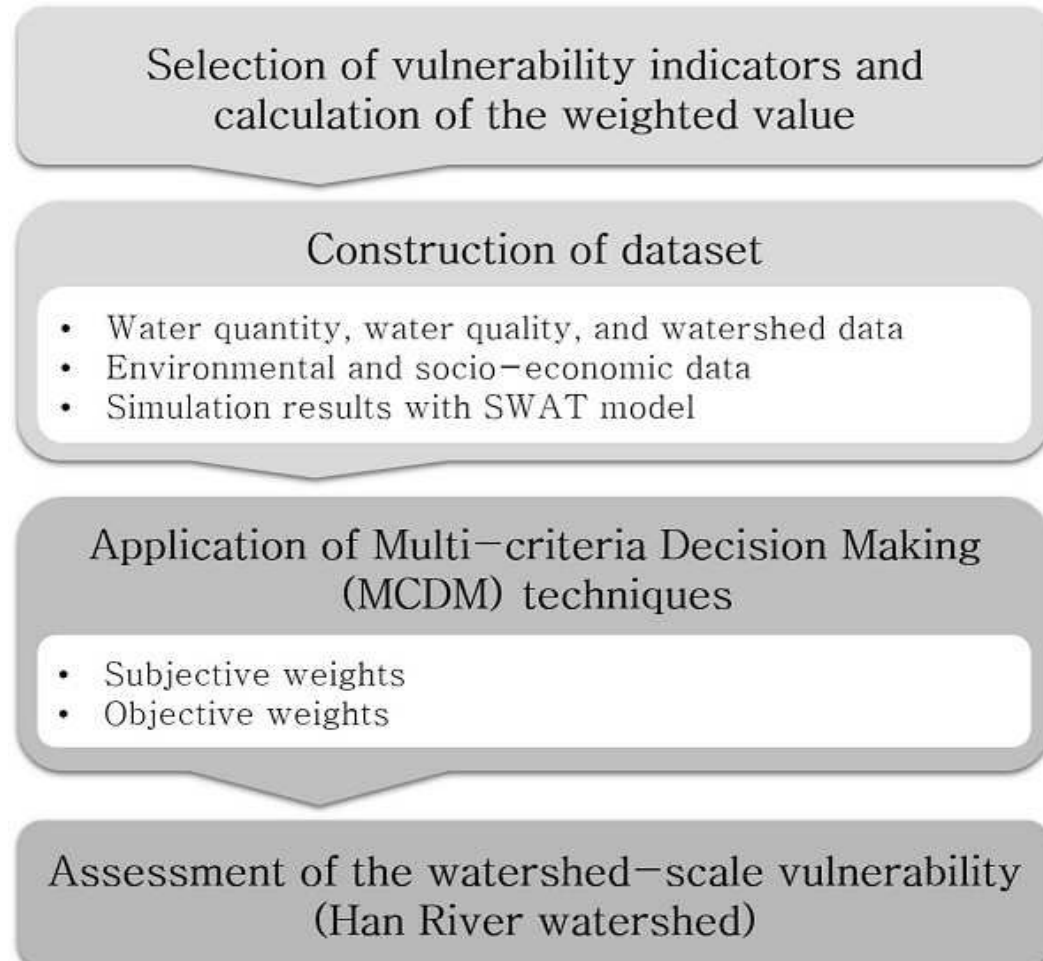 Selection of vulnerability indicators and
calculation of the weighted value
Construction of dataset
• Water quantity, water quality, and watershed data
• Environmental and socio-economic data
• Simulation results with SWAT model
Application of Multi-criteria Decision Making
(MCDM) techniques
• Subjective weights
• Objective weights
Assessment of the watershed-scale vulnerability
(Han River watershed)